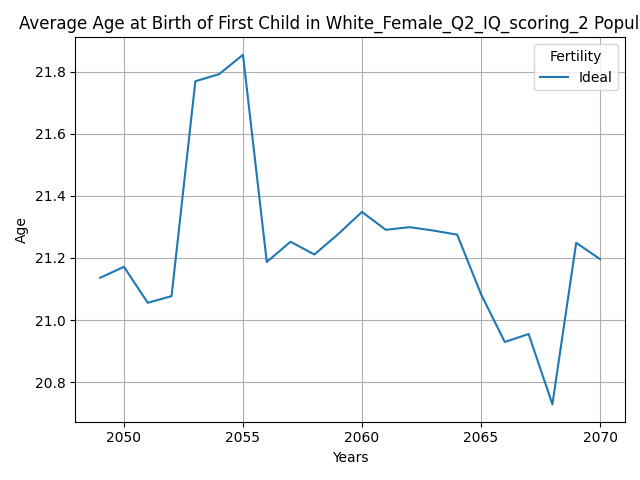 Average Age at Birth of First Child in White_Female_Q2_IQ_scoring_2 Popul
Fertility
Ideal
21.8
21.6
21.4
21.2
21.0
20.8
Age
2050 2055 2060 2065 2070
Years